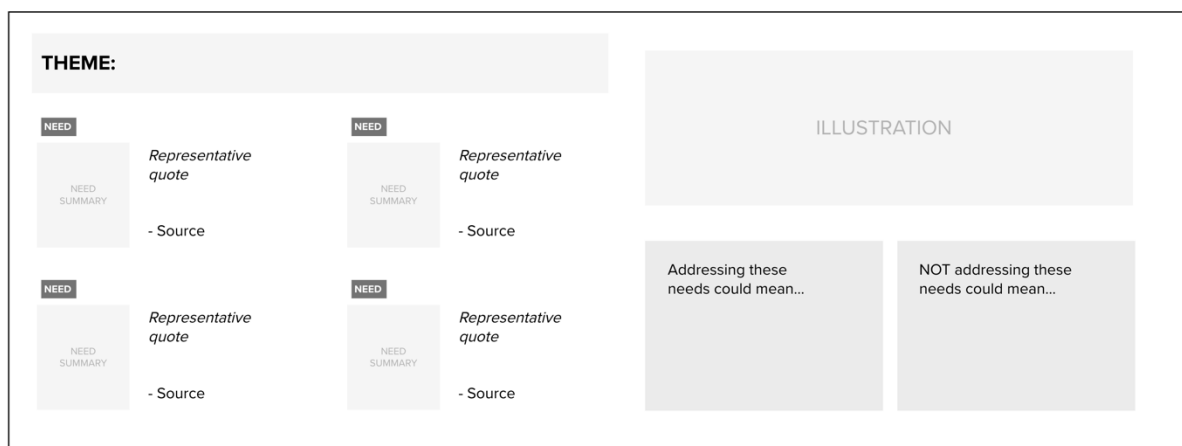 THEME:
NEED
NEED
SUMMARY
Representative
quote
- Source
NEED
NEED
SUMMARY
Representative
quote
- Source
NEED
NEED
SUMMARY
Representative
quote
- Source
NEED
NEED
SUMMARY
Representative
quote
- Source
ILLUSTRATION
Addressing these
needs could mean...
NOT addressing these
needs could mean...